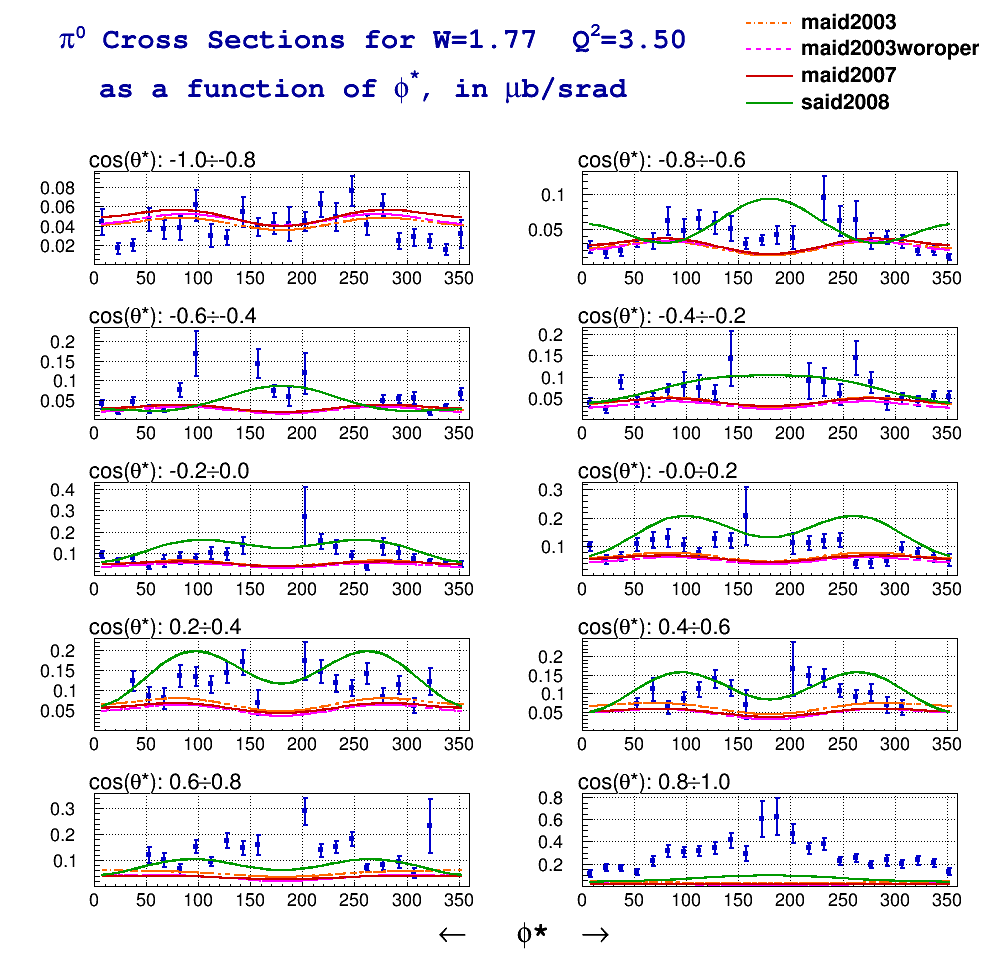 π⁰ Cross Sections for W=1.77 Q²=3.50
as a function of ϕ*, in μb/srad
maid2003
maid2003woroper
maid2007
said2008
cos(θ*): -1.0÷-0.8
0.08
0.06
0.04
0.02
0 50 100 150 200 250 300 350
cos(θ*): -0.8÷-0.6
0.1
0.05
0 50 100 150 200 250 300 350
cos(θ*): -0.6÷-0.4
0.2
0.15
0.1
0.05
0 50 100 150 200 250 300 350
cos(θ*): -0.4÷-0.2
0.2
0.15
0.1
0.05
0 50 100 150 200 250 300 350
cos(θ*): -0.2÷0.0
0.4
0.3
0.2
0.1
0 50 100 150 200 250 300 350
cos(θ*): -0.0÷0.2
0.3
0.2
0.1
0 50 100 150 200 250 300 350
cos(θ*): 0.2÷0.4
0.2
0.15
0.1
0.05
0 50 100 150 200 250 300 350
cos(θ*): 0.4÷0.6
0.2
0.15
0.1
0.05
0 50 100 150 200 250 300 350
cos(θ*): 0.6÷0.8
0.3
0.2
0.1
0 50 100 150 200 250 300 350
cos(θ*): 0.8÷1.0
0.8
0.6
0.4
0.2
0 50 100 150 200 250 300 350
← ϕ* →